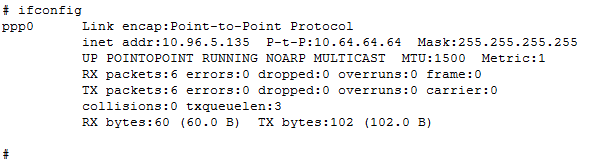 # ifconfig
ppp0      Link encap:Point-to-Point Protocol
          inet addr:10.96.5.135  P-t-P:10.64.64.64  Mask:255.255.255.255
          UP POINTOPOINT RUNNING NOARP MULTICAST  MTU:1500  Metric:1
          RX packets:6 errors:0 dropped:0 overruns:0 frame:0
          TX packets:6 errors:0 dropped:0 overruns:0 carrier:0
          collisions:0 txqueuelen:3
          RX bytes:60 (60.0 B)  TX bytes:102 (102.0 B)
#